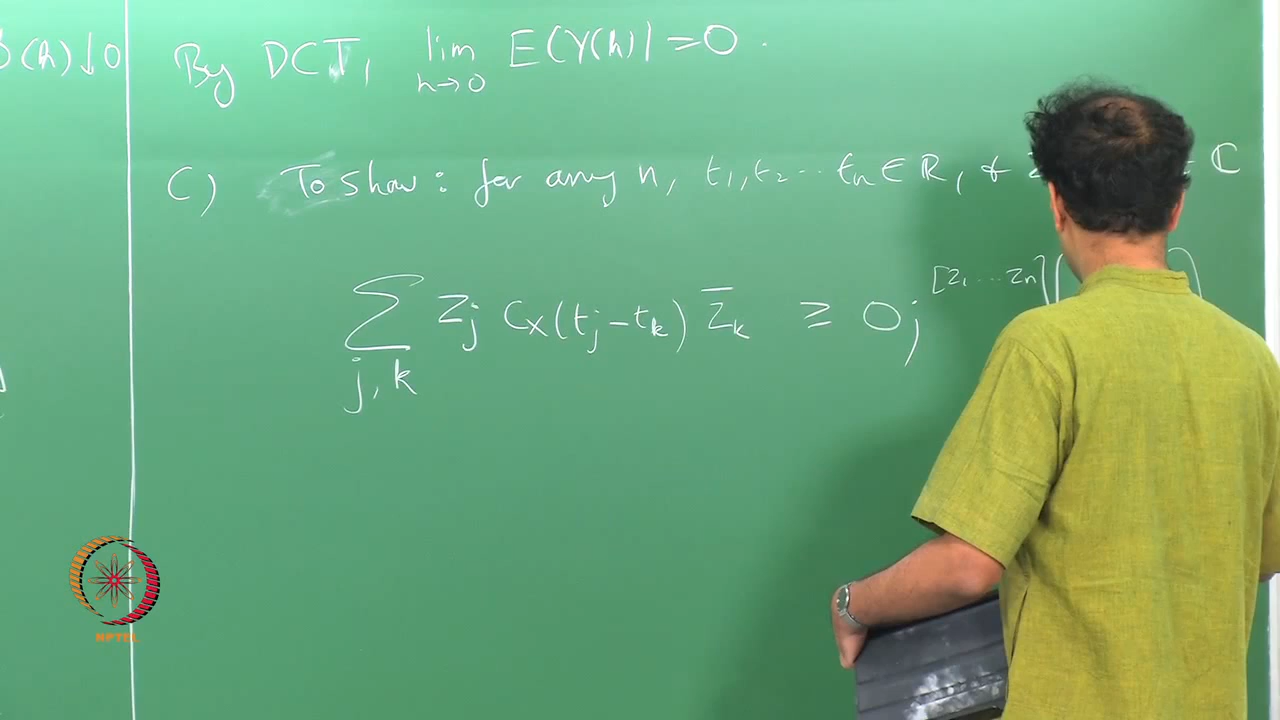 β(h)↓0
By DCT, lim h→0 E(Y(h)) = 0.
C) To show: for any n, t₁, t₂ ... tₙ ∈ ℝ, & ℂ
∑ j,k Zj Cx(tj − tk) Z̄k ≥ 0; [Z₁ ... Zn]
NPTEL